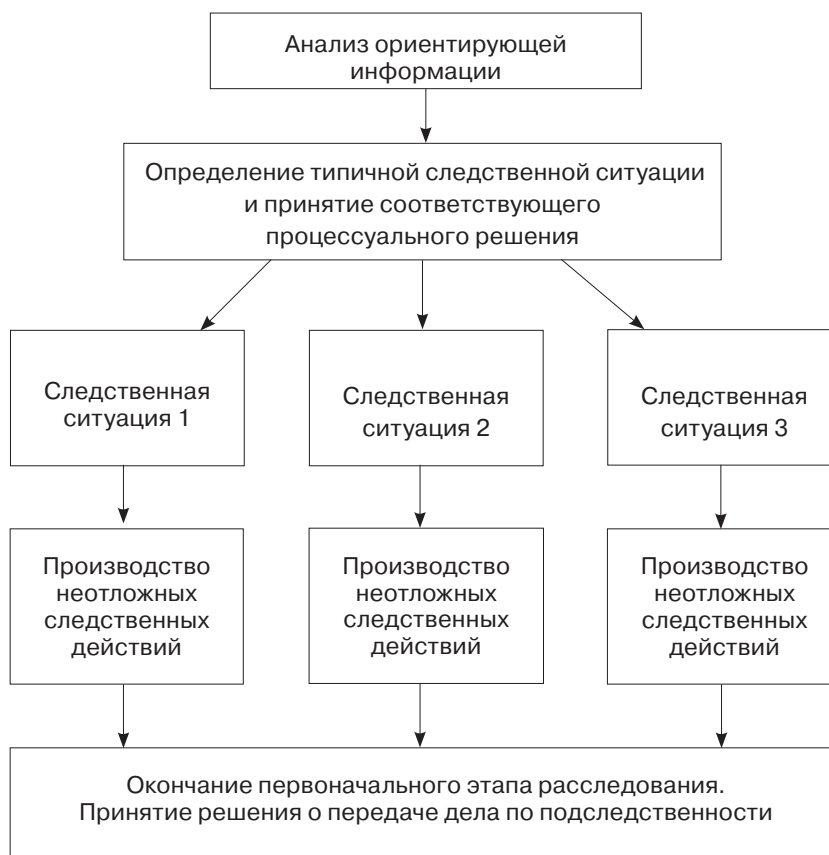 Анализ ориентирующей
информации
Определение типичной следственной ситуации
и принятие соответствующего
процессуального решения
Следственная
ситуация 1
Следственная
ситуация 2
Следственная
ситуация 3
Производство
неотложных
следственных
действий
Производство
неотложных
следственных
действий
Производство
неотложных
следственных
действий
Окончание первоначального этапа расследования.
Принятие решения о передаче дела по подследственности